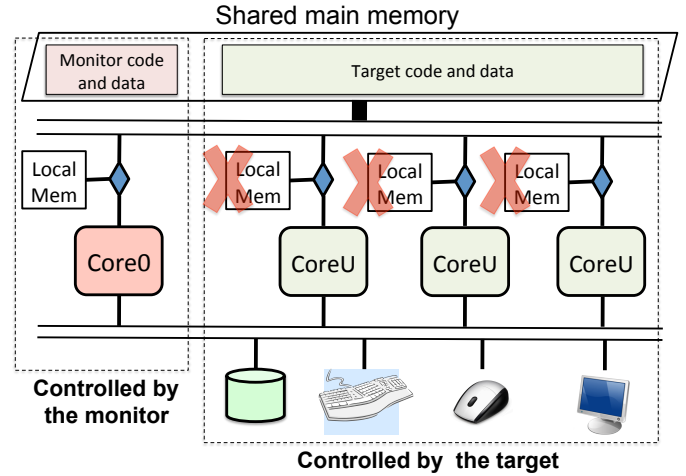 Shared main memory
Monitor code
and data
Target code and data
Local
Mem
Local
Mem
Local
Mem
Local
Mem
Core0
CoreU
CoreU
CoreU
Controlled by
the monitor
Controlled by  the target